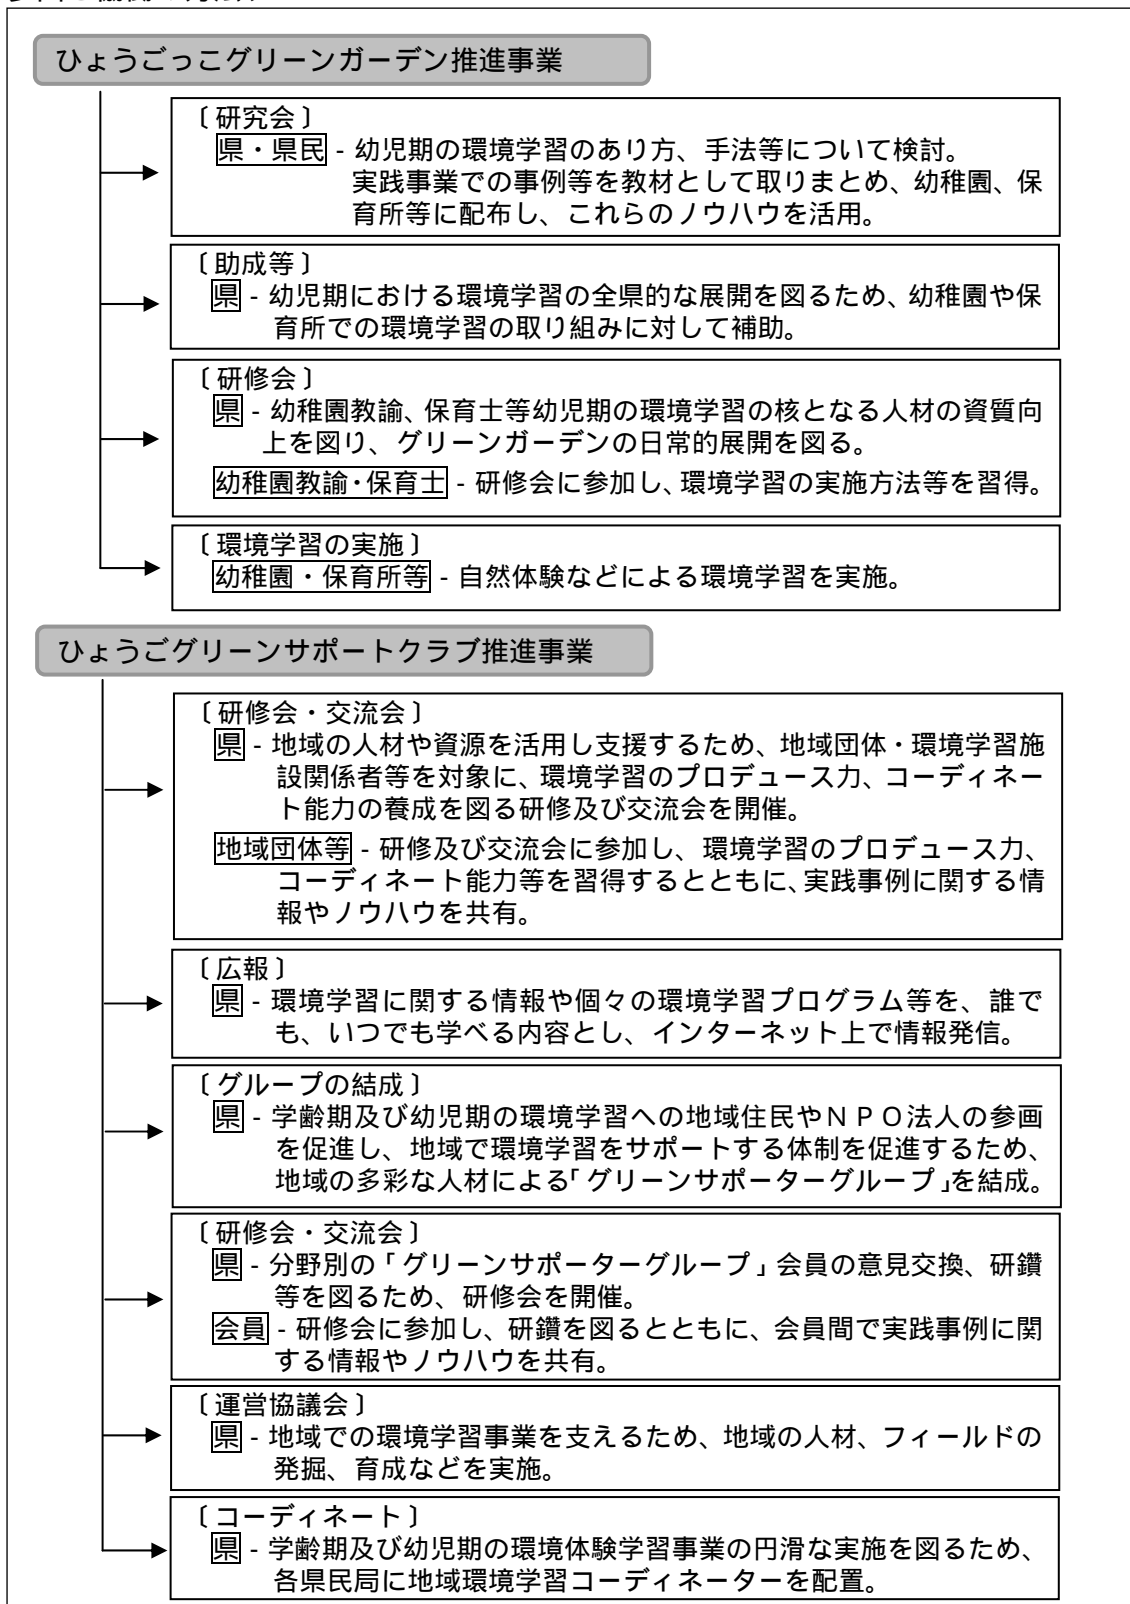 ひょうごっこグリーンガーデン推進事業
〔研究会〕
県・県民 - 幼児期の環境学習のあり方、手法等について検討。
実践事業での事例等を教材として取りまとめ、幼稚園、保
育所等に配布し、これらのノウハウを活用。
〔助成等〕
県 - 幼児期における環境学習の全県的な展開を図るため、幼稚園や保
育所での環境学習の取り組みに対して補助。
〔研修会〕
県 - 幼稚園教諭、保育士等幼児期の環境学習の核となる人材の資質向
上を図り、グリーンガーデンの日常的展開を図る。
幼稚園教諭・保育士 - 研修会に参加し、環境学習の実施方法等を習得。
〔環境学習の実施〕
幼稚園・保育所等 - 自然体験などによる環境学習を実施。
ひょうごグリーンサポートクラブ推進事業
〔研修会・交流会〕
県 - 地域の人材や資源を活用し支援するため、地域団体・環境学習施
設関係者等を対象に、環境学習のプロデュース力、コーディネー
ト能力の養成を図る研修及び交流会を開催。
地域団体等 - 研修及び交流会に参加し、環境学習のプロデュース力、
コーディネート能力等を習得するとともに、実践事例に関する情
報やノウハウを共有。
〔広報〕
県 - 環境学習に関する情報や個々の環境学習プログラム等を、誰で
も、いつでも学べる内容とし、インターネット上で情報発信。
〔グループの結成〕
県 - 学齢期及び幼児期の環境学習への地域住民やＮＰＯ法人の参画
を促進し、地域で環境学習をサポートする体制を促進するため、
地域の多彩な人材による「グリーンサポーターグループ」を結成。
〔研修会・交流会〕
県 - 分野別の「グリーンサポーターグループ」会員の意見交換、研鑽
等を図るため、研修会を開催。
会員 - 研修会に参加し、研鑽を図るとともに、会員間で実践事例に関
する情報やノウハウを共有。
〔運営協議会〕
県 - 地域での環境学習事業を支えるため、地域の人材、フィールドの
発掘、育成などを実施。
〔コーディネート〕
県 - 学齢期及び幼児期の環境体験学習事業の円滑な実施を図るため、
各県民局に地域環境学習コーディネーターを配置。